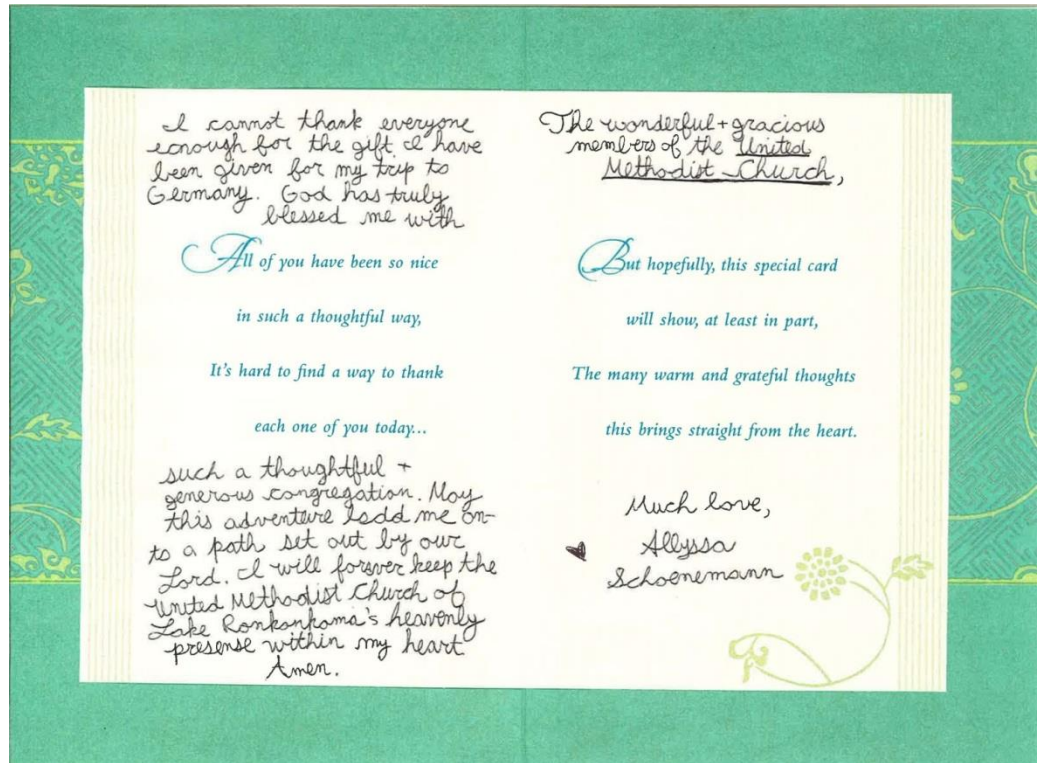 I cannot thank everyone
ecnough for the gift I have
been given for my trip to
Germany. God has truly
blessed me with
All of you have been so nice
in such a thoughtful way,
It's hard to find a way to thank
each one of you today...
such a thoughtful +
generous congregation. May
this adventure ladd me on-
to a path set out by our
Lord. I will forever keep the
United Methodist Church of
Lake Ronkonkama's heavenly
presense within my heart
Amen.
The wonderful + gracious
members of the United
Methodist Church,
But hopefully, this special card
will show, at least in part,
The many warm and grateful thoughts
this brings straight from the heart.
Much love,
Allyssa
Schoenemann